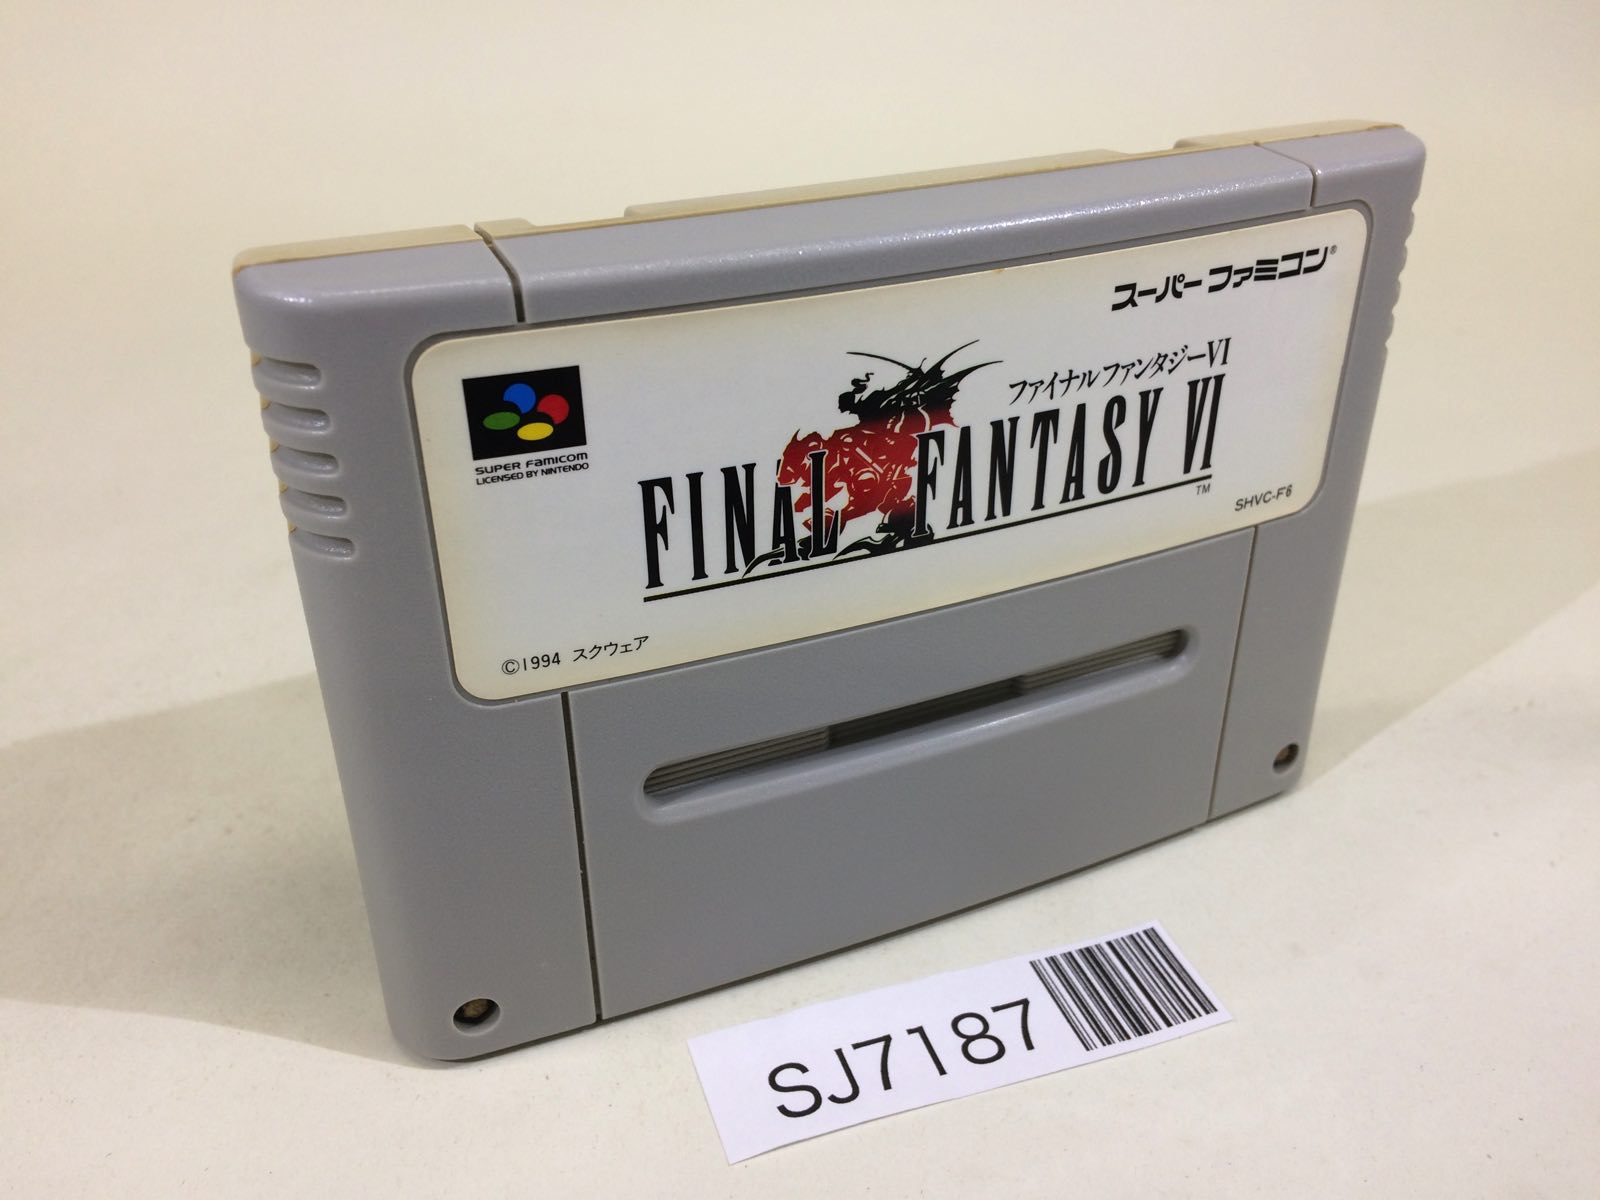 スーパーファミコン®
SUPER FAMICOM
LICENSED BY NINTENDO
ファイナルファンタジーVI
FINAL FANTASY VI
TM
SHVC-F6
©1994 スクウェア
SJ7187